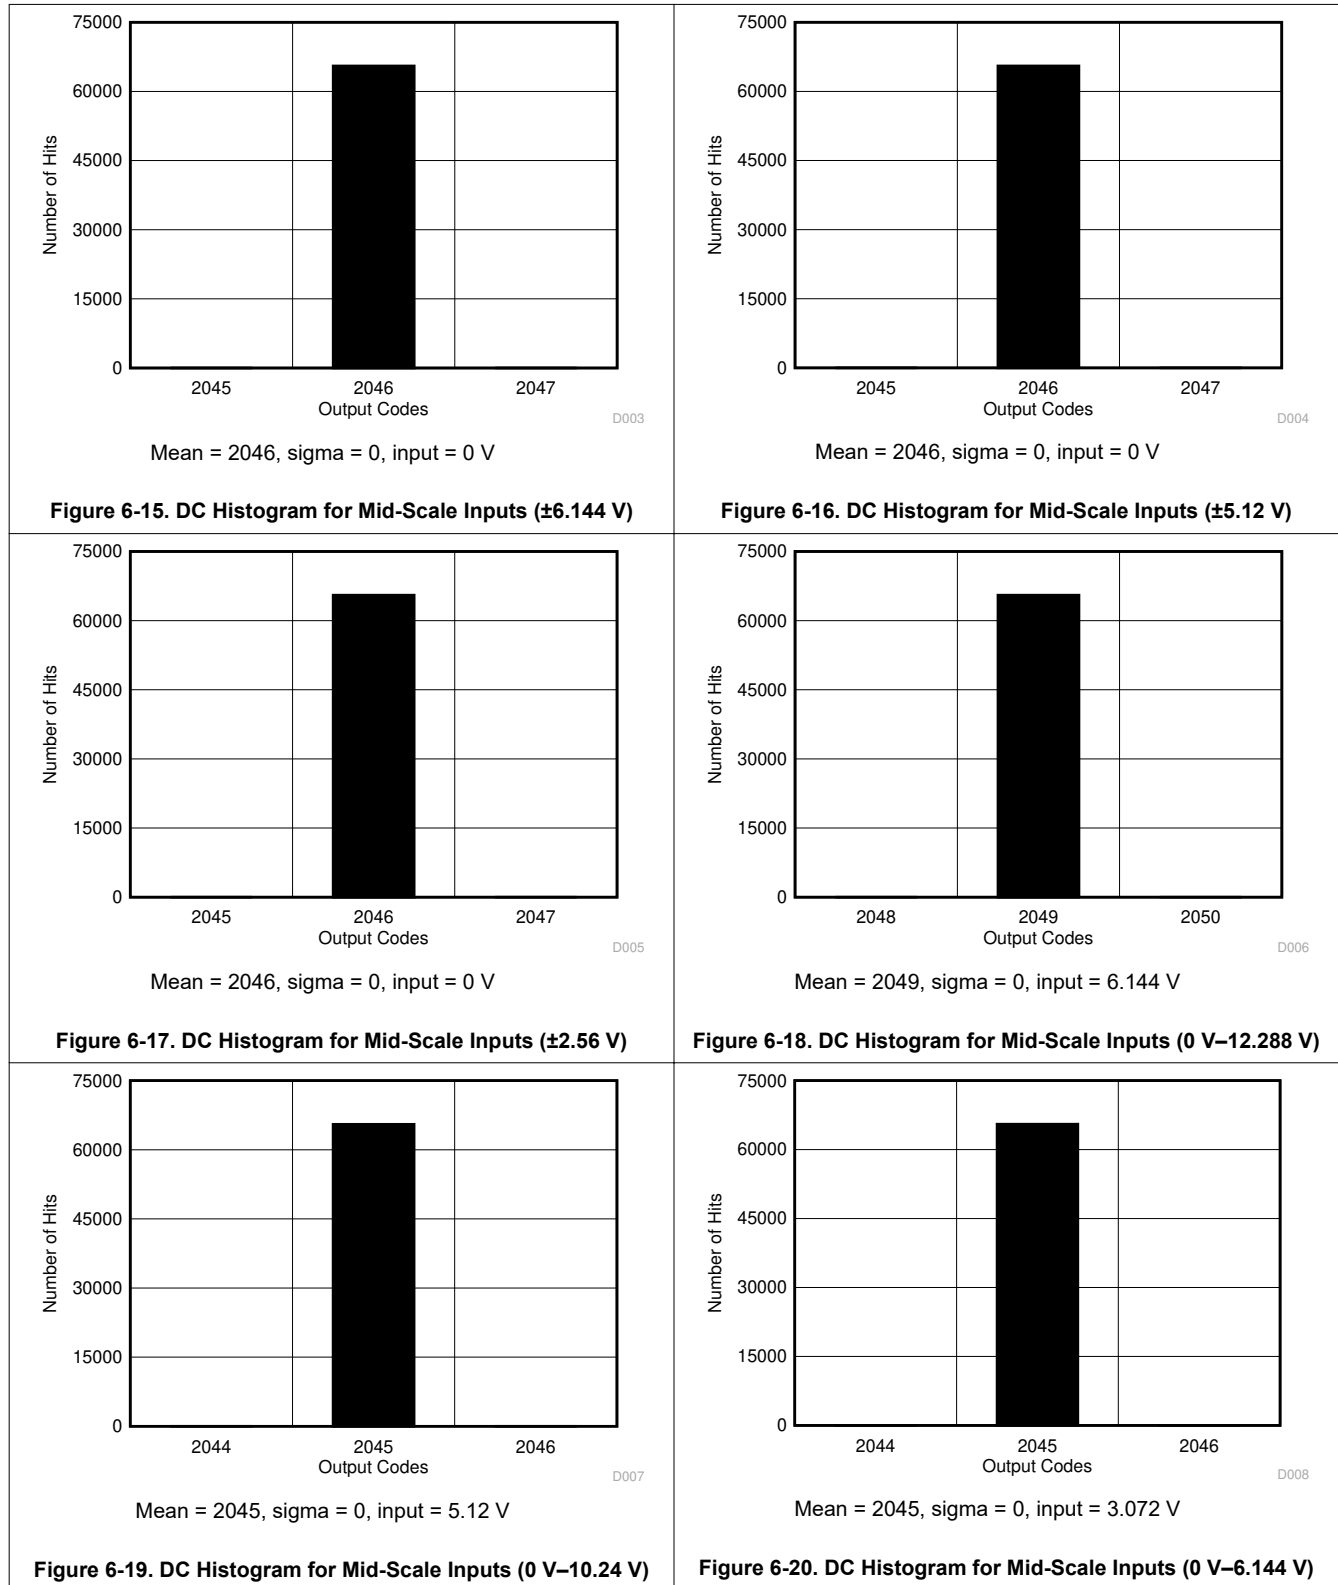 75000
60000
45000
30000
15000
0
Number of Hits
2045 2046 2047
Output Codes
D003
Mean = 2046, sigma = 0, input = 0 V
Figure 6-15. DC Histogram for Mid-Scale Inputs (±6.144 V)
75000
60000
45000
30000
15000
0
Number of Hits
2045 2046 2047
Output Codes
D004
Mean = 2046, sigma = 0, input = 0 V
Figure 6-16. DC Histogram for Mid-Scale Inputs (±5.12 V)
75000
60000
45000
30000
15000
0
Number of Hits
2045 2046 2047
Output Codes
D005
Mean = 2046, sigma = 0, input = 0 V
Figure 6-17. DC Histogram for Mid-Scale Inputs (±2.56 V)
75000
60000
45000
30000
15000
0
Number of Hits
2048 2049 2050
Output Codes
D006
Mean = 2049, sigma = 0, input = 6.144 V
Figure 6-18. DC Histogram for Mid-Scale Inputs (0 V–12.288 V)
75000
60000
45000
30000
15000
0
Number of Hits
2044 2045 2046
Output Codes
D007
Mean = 2045, sigma = 0, input = 5.12 V
Figure 6-19. DC Histogram for Mid-Scale Inputs (0 V–10.24 V)
75000
60000
45000
30000
15000
0
Number of Hits
2044 2045 2046
Output Codes
D008
Mean = 2045, sigma = 0, input = 3.072 V
Figure 6-20. DC Histogram for Mid-Scale Inputs (0 V–6.144 V)